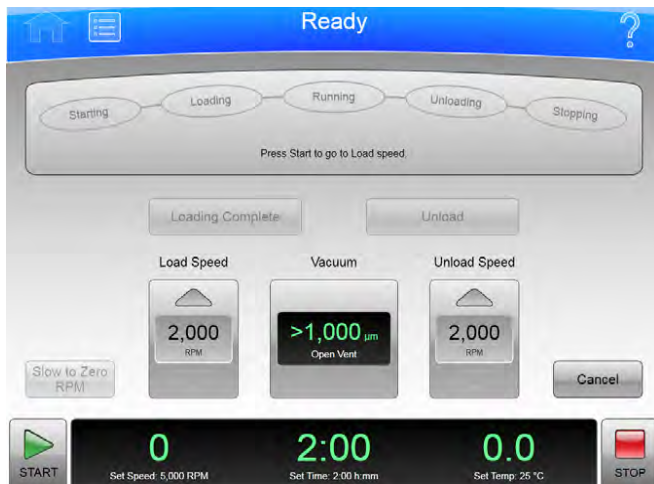 Ready
?
Starting
Loading
Running
Unloading
Stopping
Press Start to go to Load speed.
Loading Complete
Unload
Load Speed
Vacuum
Unload Speed
2,000
RPM
>1,000 µm
Open Vent
2,000
RPM
Slow to Zero
RPM
Cancel
START
0
Set Speed: 5,000 RPM
2:00
Set Time: 2:00 h:mm
0.0
Set Temp: 25 °C
STOP